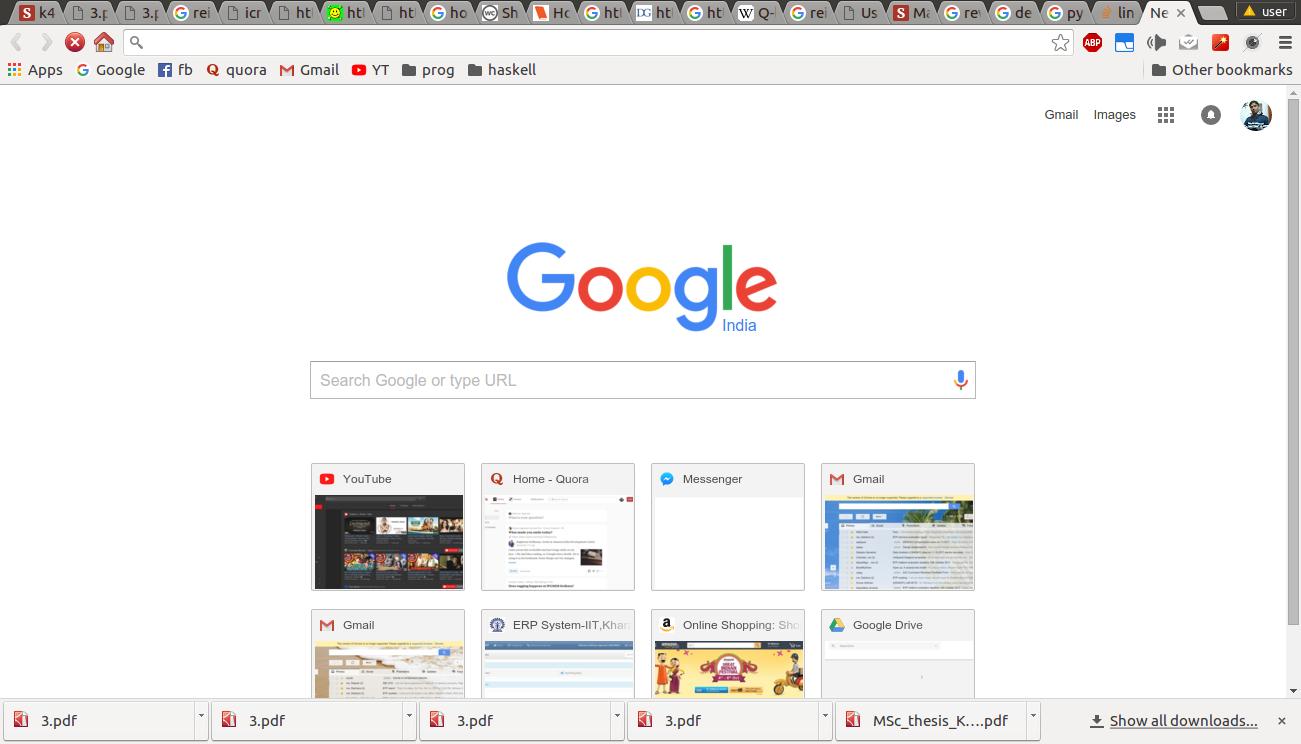 k4 3.p 3.p rei icr ht ht ht ho Sh Ho ht ht ht Q- rei Us Ma re de py lin Ne user
Apps Google fb quora Gmail YT prog haskell Other bookmarks
Gmail Images
Google
India
Search Google or type URL
YouTube Home - Quora Messenger Gmail
Gmail ERP System-IIT,Khar Online Shopping: Sho Google Drive
3.pdf 3.pdf 3.pdf 3.pdf MSc_thesis_K....pdf Show all downloads...